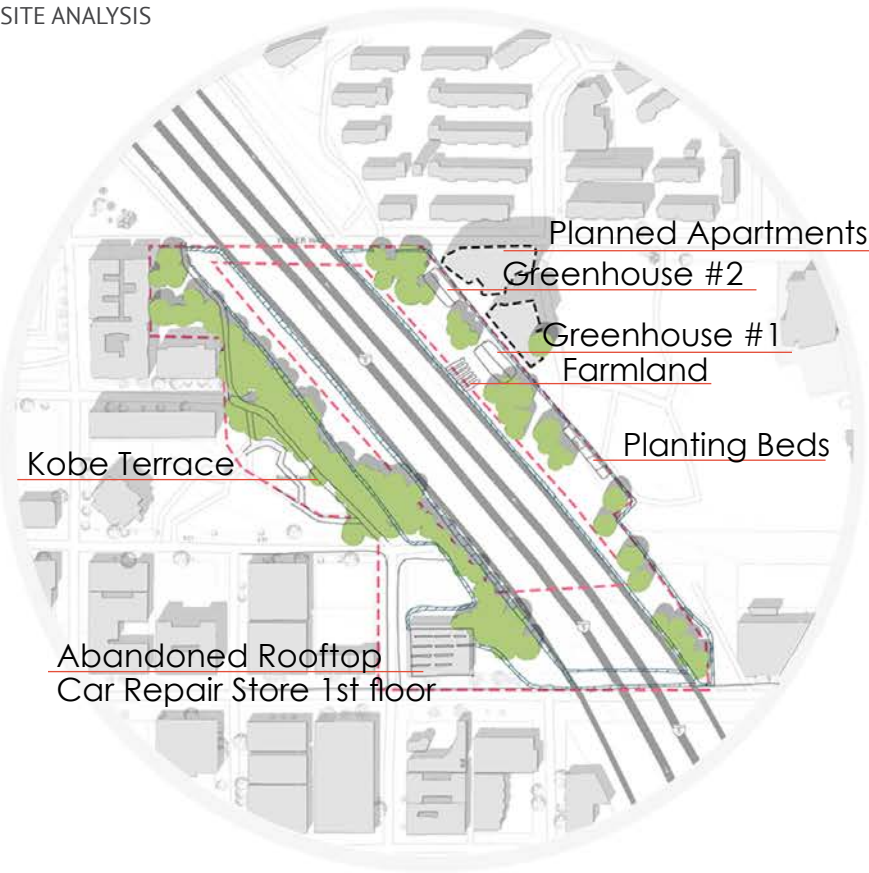 SITE ANALYSIS
Planned Apartments
Greenhouse #2
Greenhouse #1
Farmland
Planting Beds
Kobe Terrace
Abandoned Rooftop
Car Repair Store 1st floor